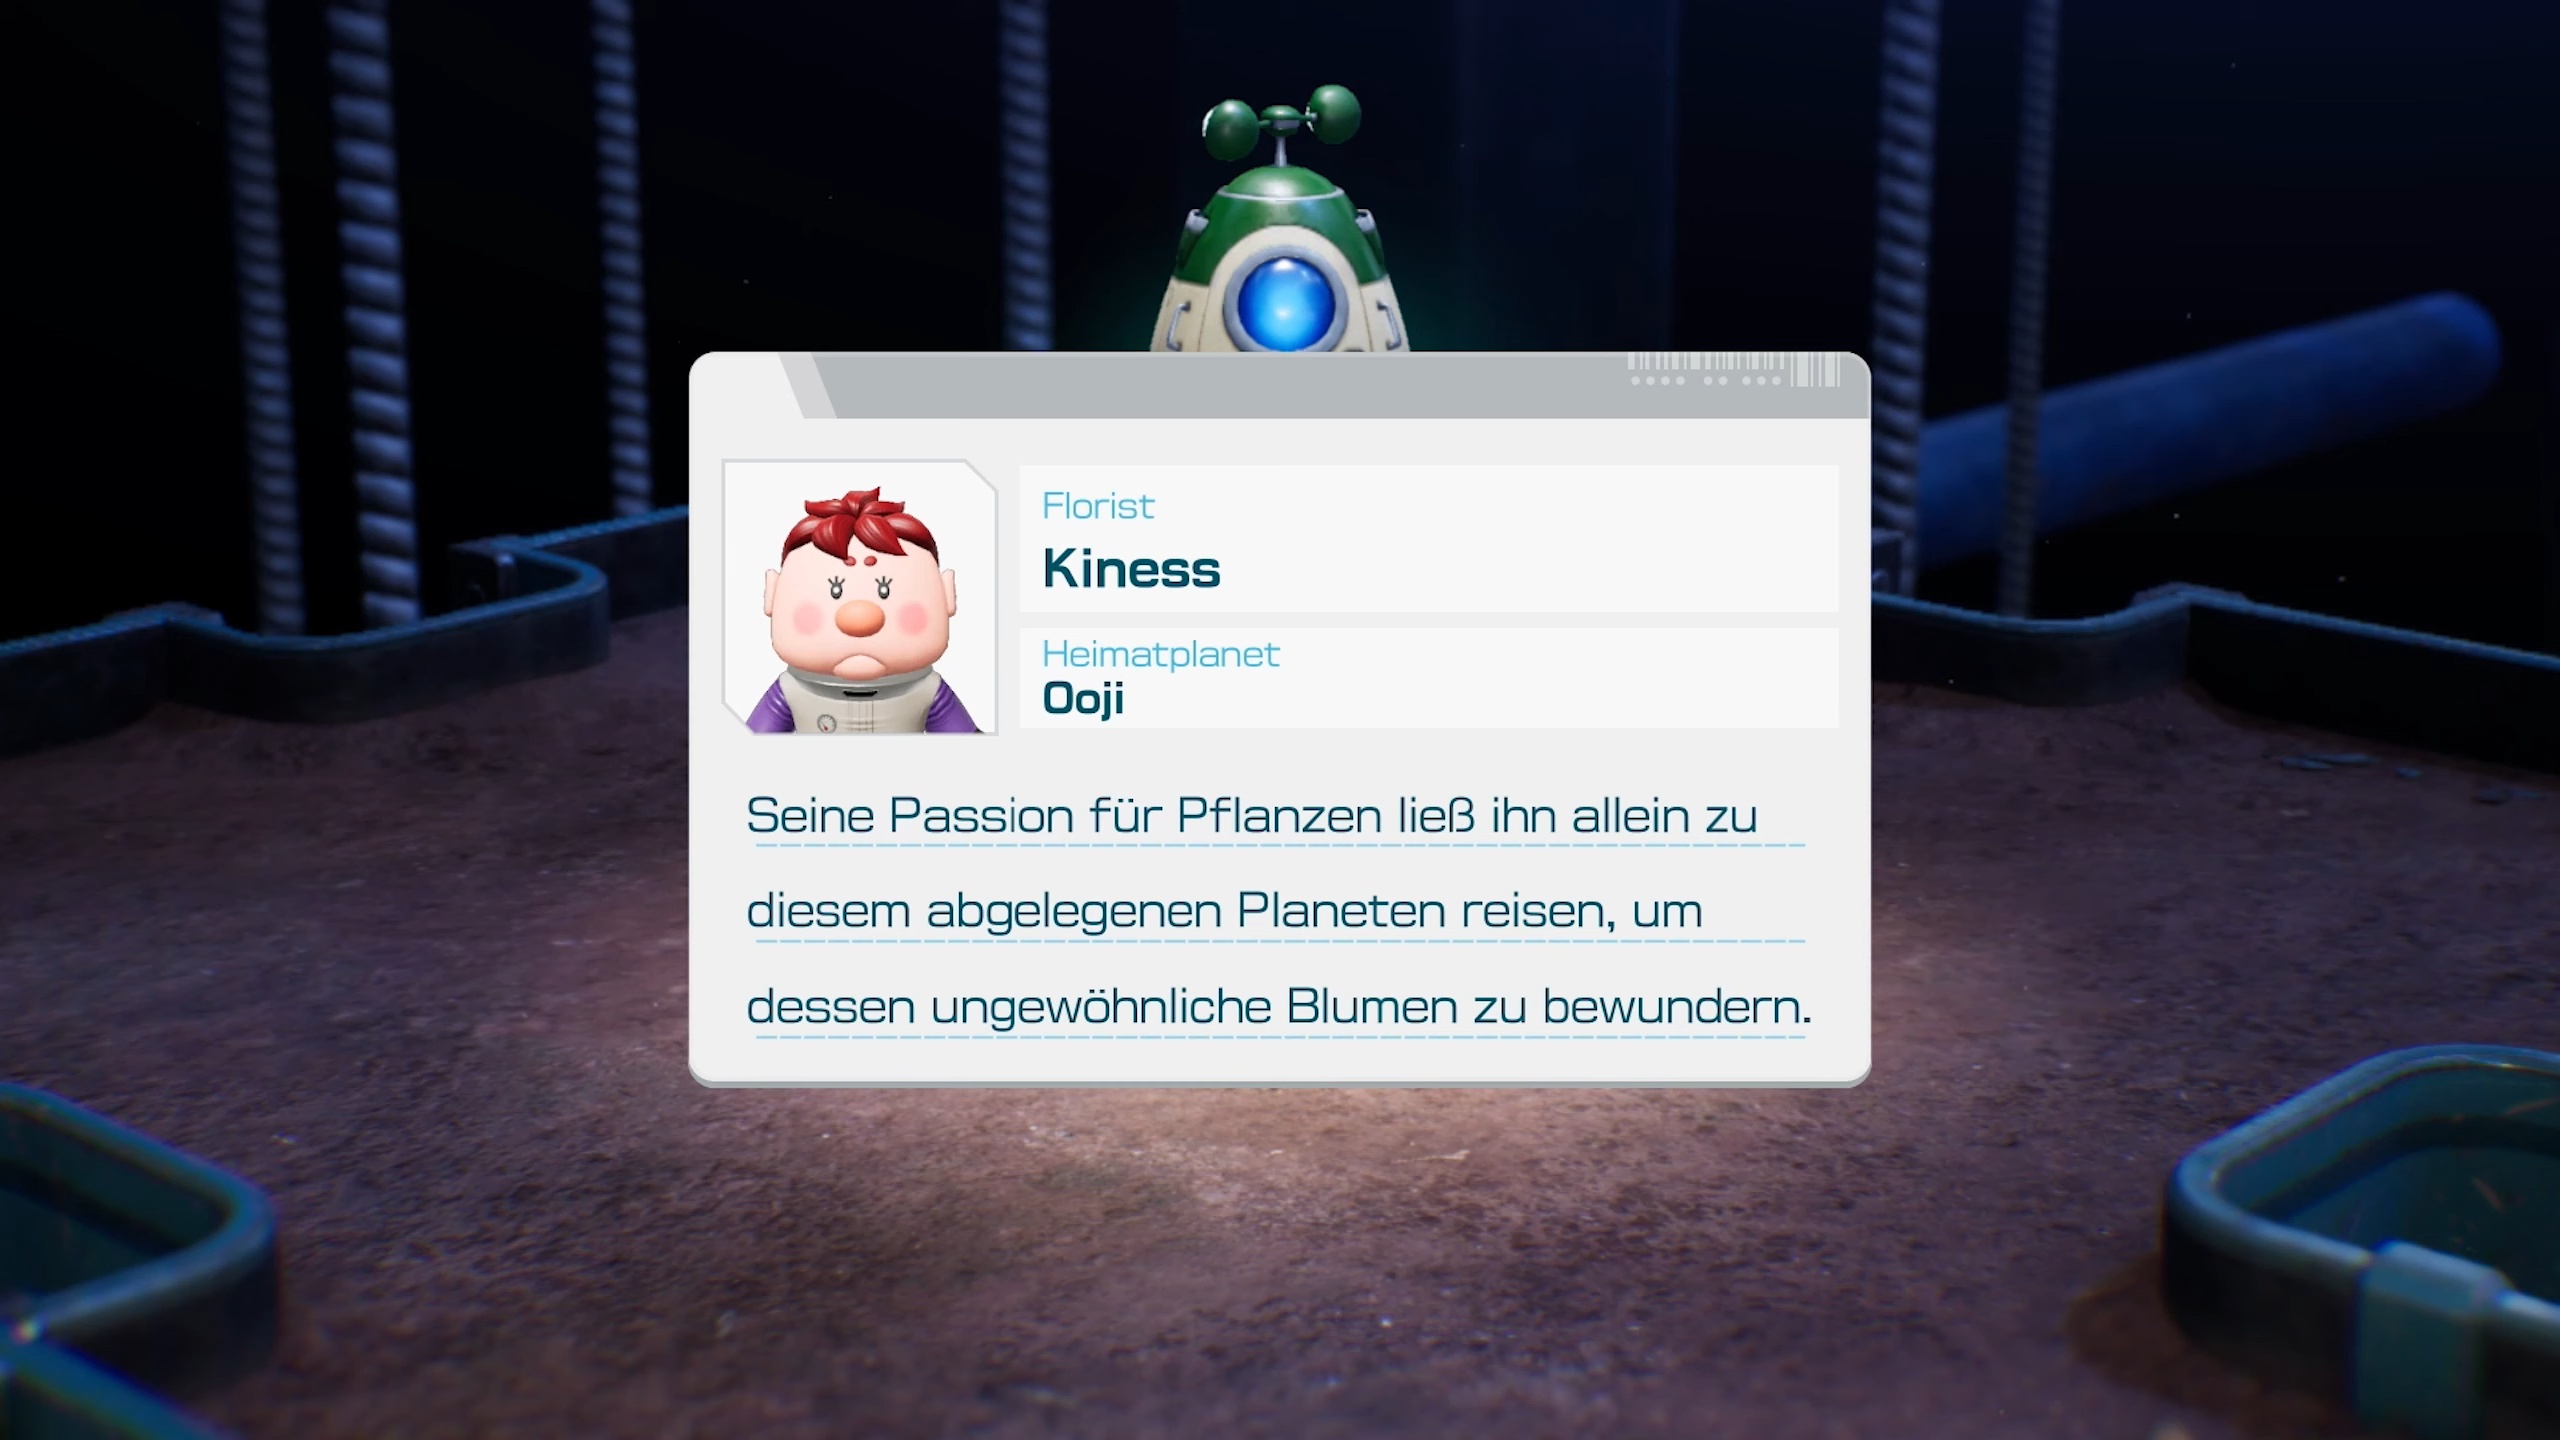 Florist
Kiness
Heimatplanet
Ooji
Seine Passion für Pflanzen ließ ihn allein zu
diesem abgelegenen Planeten reisen, um
dessen ungewöhnliche Blumen zu bewundern.